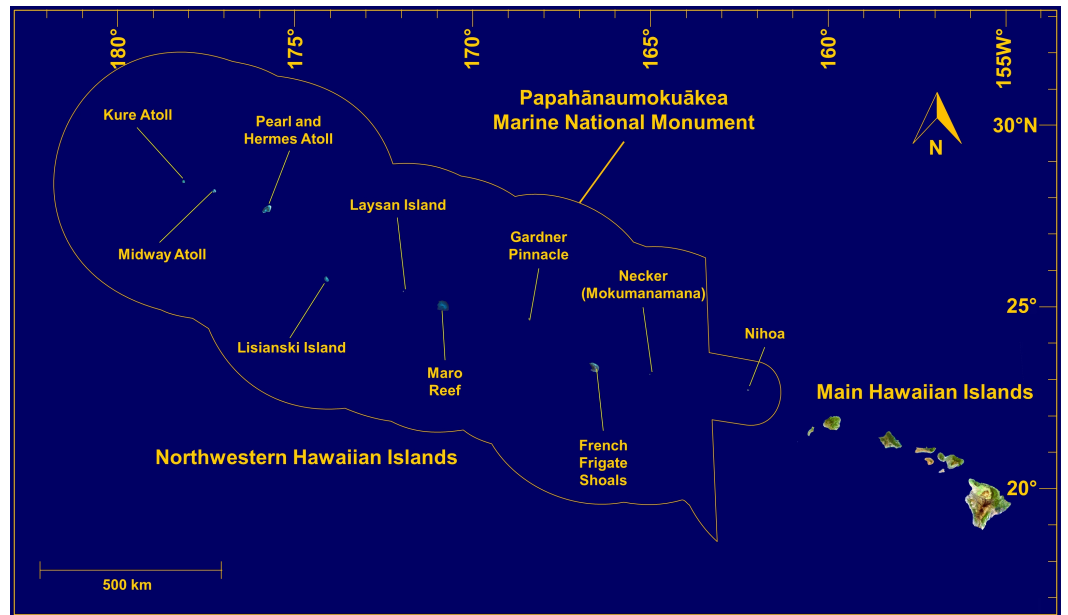 180°
175°
170°
165°
160°
155W°
Papahānaumokuākea
Marine National Monument
30°N
N
Kure Atoll
Pearl and
Hermes Atoll
Laysan Island
Gardner
Pinnacle
Midway Atoll
Necker
(Mokumanamana)
25°
Nihoa
Lisianski Island
Maro
Reef
Main Hawaiian Islands
French
Frigate
Shoals
Northwestern Hawaiian Islands
20°
500 km